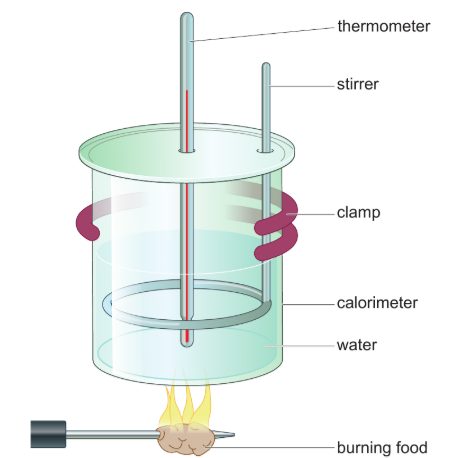 thermometer
stirrer
clamp
calorimeter
water
burning food